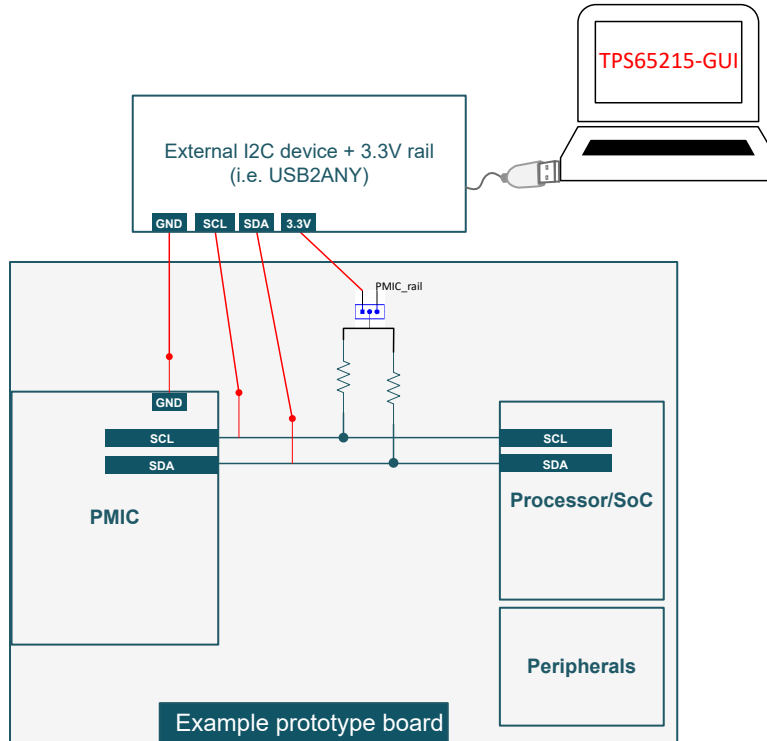 TPS65215-GUI
External I2C device + 3.3V rail
(i.e. USB2ANY)
GND
SCL
SDA
3.3V
PMIC_rail
GND
SCL
SDA
PMIC
SCL
SDA
Processor/SoC
Peripherals
Example prototype board